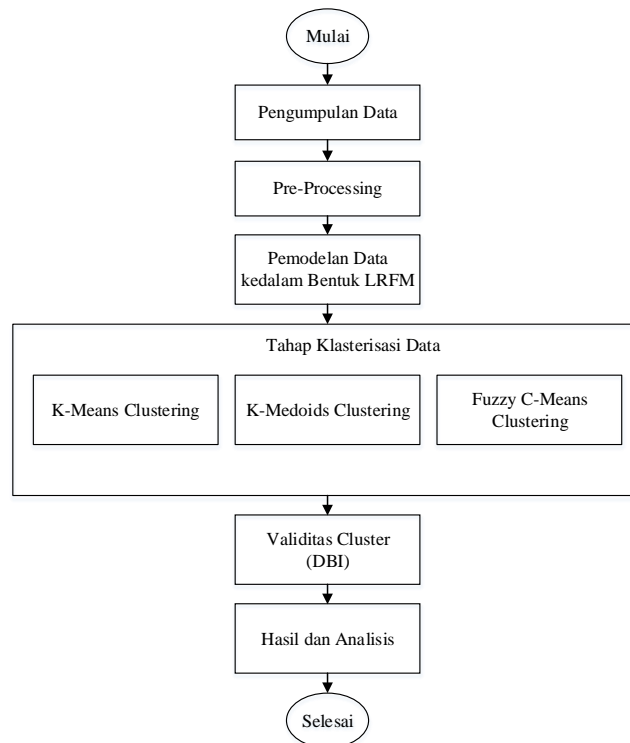 Mulai
Pengumpulan Data
Pre-Processing
Pemodelan Data
kedalam Bentuk LRFM
Tahap Klasterisasi Data
K-Means Clustering
K-Medoids Clustering
Fuzzy C-Means
Clustering
Validitas Cluster
(DBI)
Hasil dan Analisis
Selesai